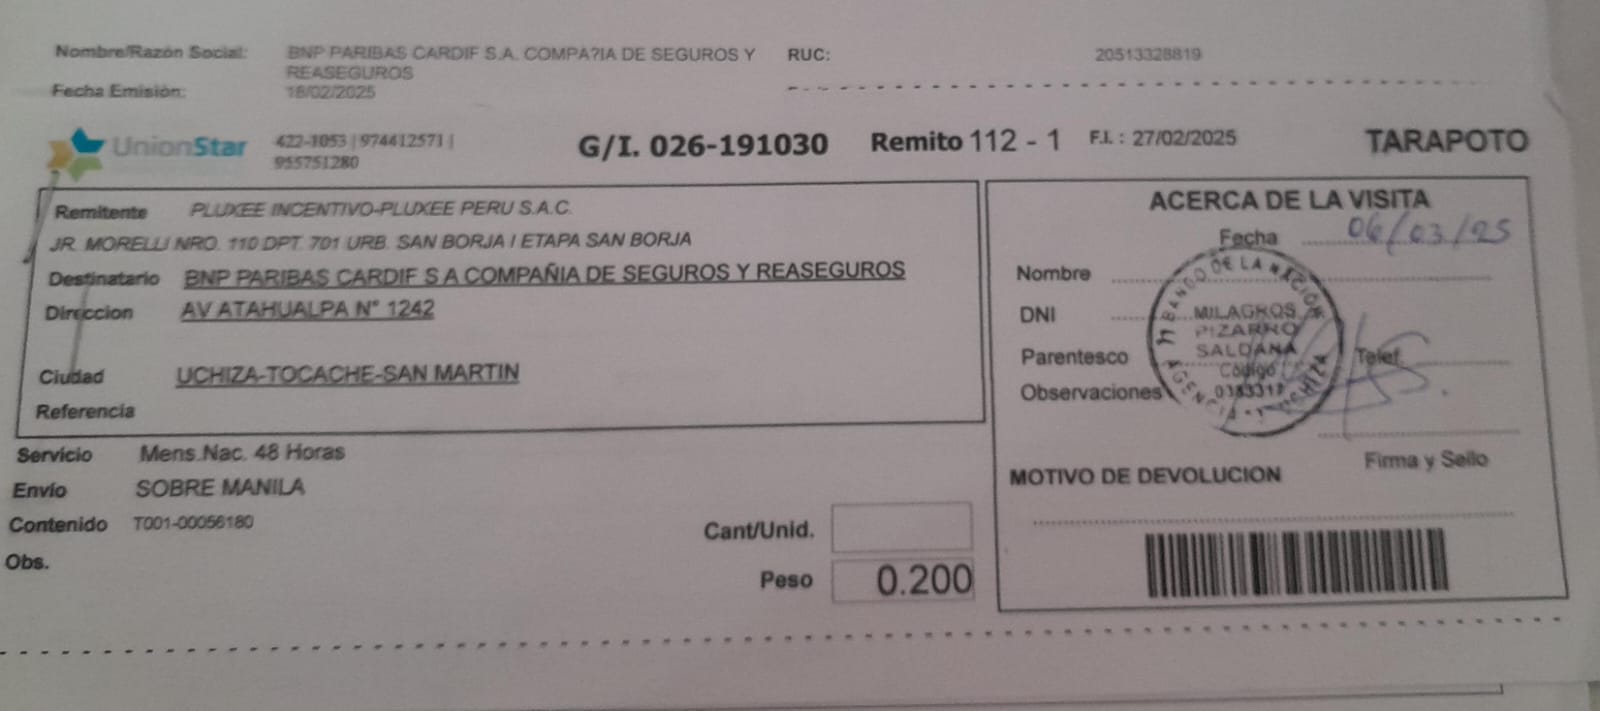 Nombre/Razón Social: BNP PARIBAS CARDIF S.A. COMPA?IA DE SEGUROS Y REASEGUROS RUC: 20513328819
Fecha Emisión: 18/02/2025
UnionStar 422-1053 | 974412571 | 955751280 G/I. 026-191030 Remito 112 - 1 F.I. : 27/02/2025 TARAPOTO
Remitente PLUXEE INCENTIVO-PLUXEE PERU S.A.C.
JR. MORELLI NRO. 110 DPT. 701 URB. SAN BORJA I ETAPA SAN BORJA
Destinatario BNP PARIBAS CARDIF S A COMPAÑIA DE SEGUROS Y REASEGUROS
Dirección AV ATAHUALPA N° 1242
Ciudad UCHIZA-TOCACHE-SAN MARTIN
Referencia
Servicio Mens.Nac. 48 Horas
Envío SOBRE MANILA
Contenido T001-00056180
Obs.
Cant/Unid.
Peso 0.200
ACERCA DE LA VISITA
Fecha 06/03/25
Nombre
DNI
Parentesco Telef.
Observaciones
BANCO DE LA NACION
MILAGROS
PIZARRO
SALDAÑA
Código
AGENCIA UCHIZA
Firma y Sello
MOTIVO DE DEVOLUCION